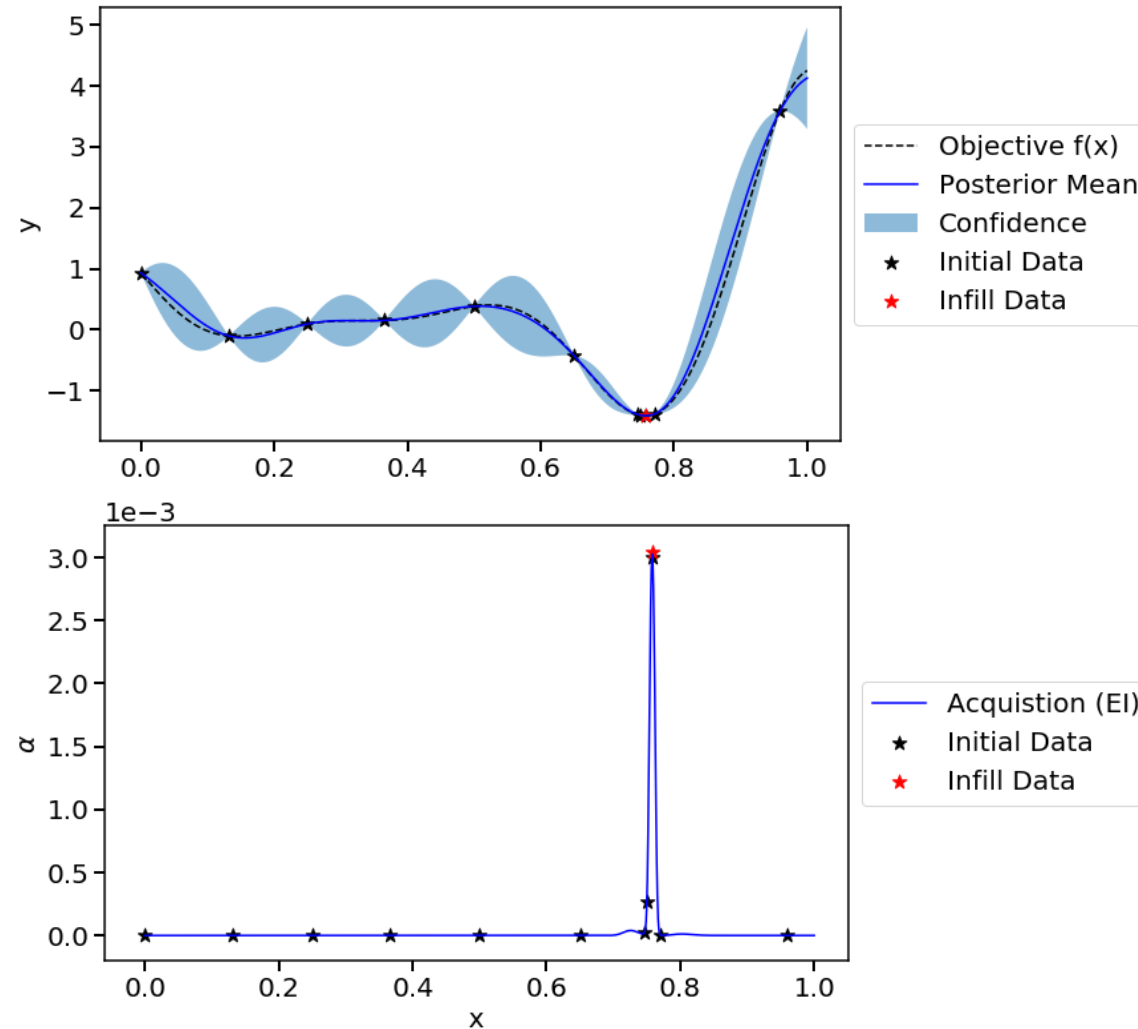 5
4
3
2
1
0
−1
y
0.0 0.2 0.4 0.6 0.8 1.0
Objective f(x)
Posterior Mean
Confidence
Initial Data
Infill Data
1e−3
3.0
2.5
2.0
1.5
1.0
0.5
0.0
α
0.0 0.2 0.4 0.6 0.8 1.0
x
Acquistion (EI)
Initial Data
Infill Data